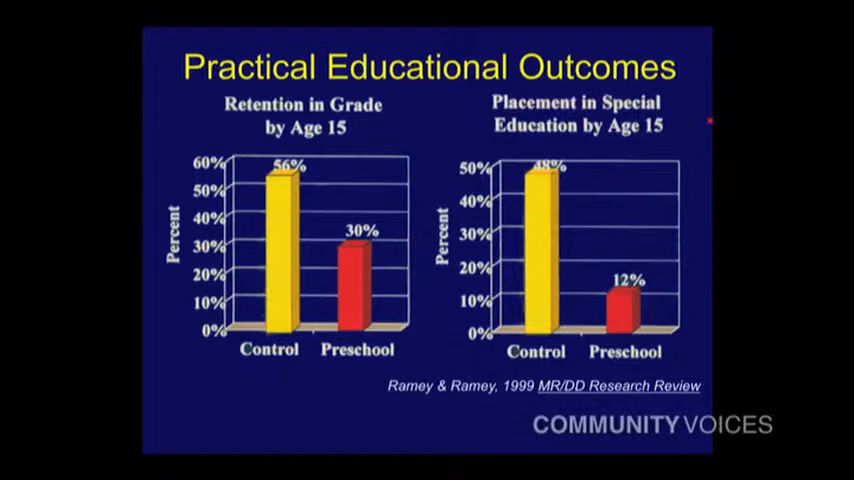 Practical Educational Outcomes
Retention in Grade
by Age 15
Placement in Special
Education by Age 15
60%
50%
40%
30%
20%
10%
0%
Percent
56%
30%
Control
Preschool
50%
40%
30%
20%
10%
0%
Percent
48%
12%
Control
Preschool
Ramey & Ramey, 1999 MR/DD Research Review
COMMUNITY VOICES